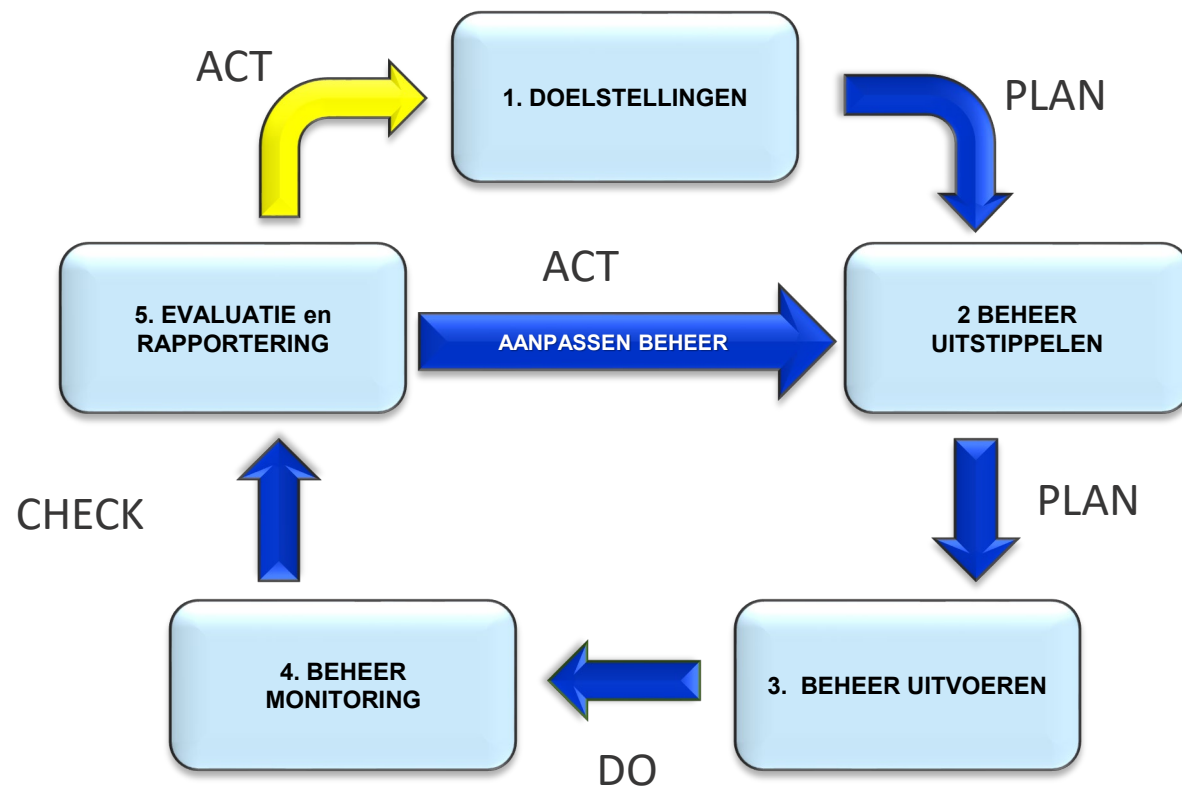 ACT
1. DOELSTELLINGEN
PLAN
ACT
5. EVALUATIE en
RAPPORTERING
AANPASSEN BEHEER
2 BEHEER
UITSTIPPELEN
CHECK
PLAN
4. BEHEER
MONITORING
3. BEHEER UITVOEREN
DO